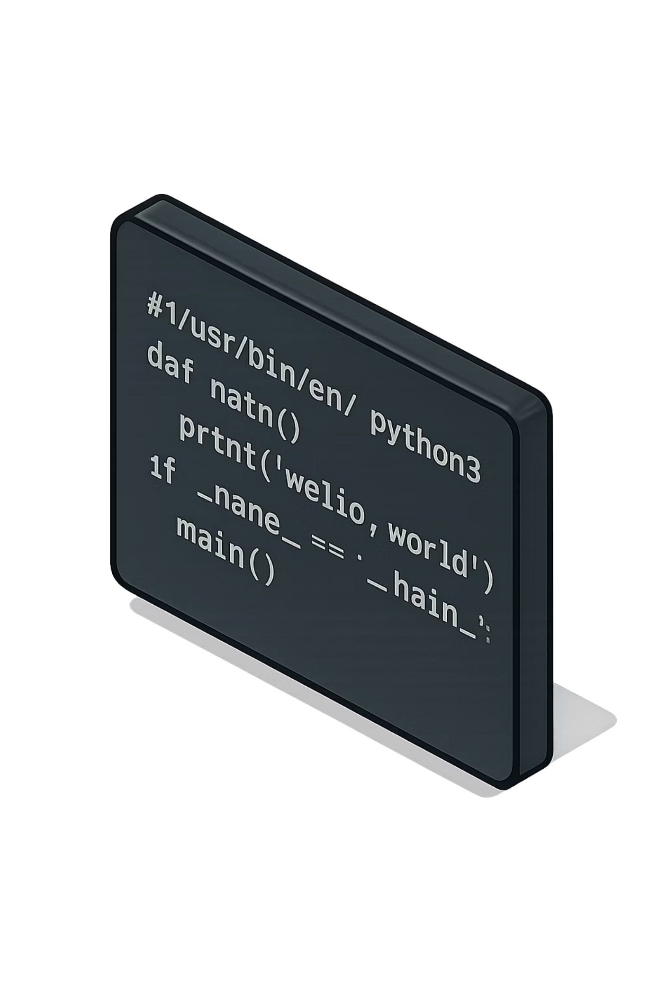 #1/usr/bin/en/ python3
daf natn()
prtnt('welio, world')
1f _nane_ == · _hain_':
main()